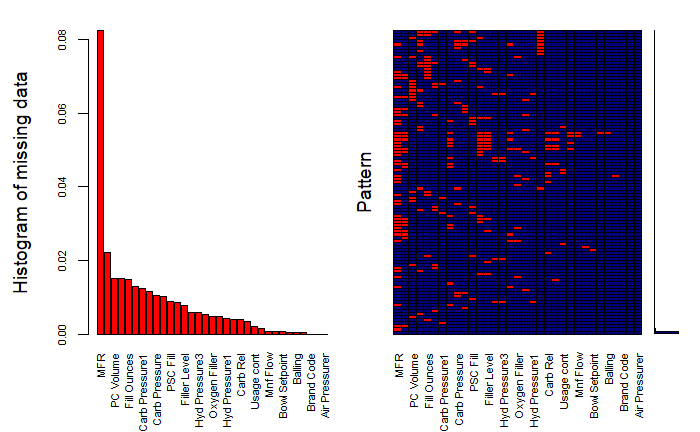 Histogram of missing data
0.08
0.06
0.04
0.02
0.00
MFR
PC Volume
Fill Ounces
Carb Pressure1
Carb Pressure
PSC Fill
Filler Level
Hyd Pressure3
Oxygen Filler
Hyd Pressure1
Carb Rel
Usage cont
Mnf Flow
Bowl Setpoint
Balling
Brand Code
Air Pressurer
Pattern
MFR
PC Volume
Fill Ounces
Carb Pressure1
Carb Pressure
PSC Fill
Filler Level
Hyd Pressure3
Oxygen Filler
Hyd Pressure1
Carb Rel
Usage cont
Mnf Flow
Bowl Setpoint
Balling
Brand Code
Air Pressurer